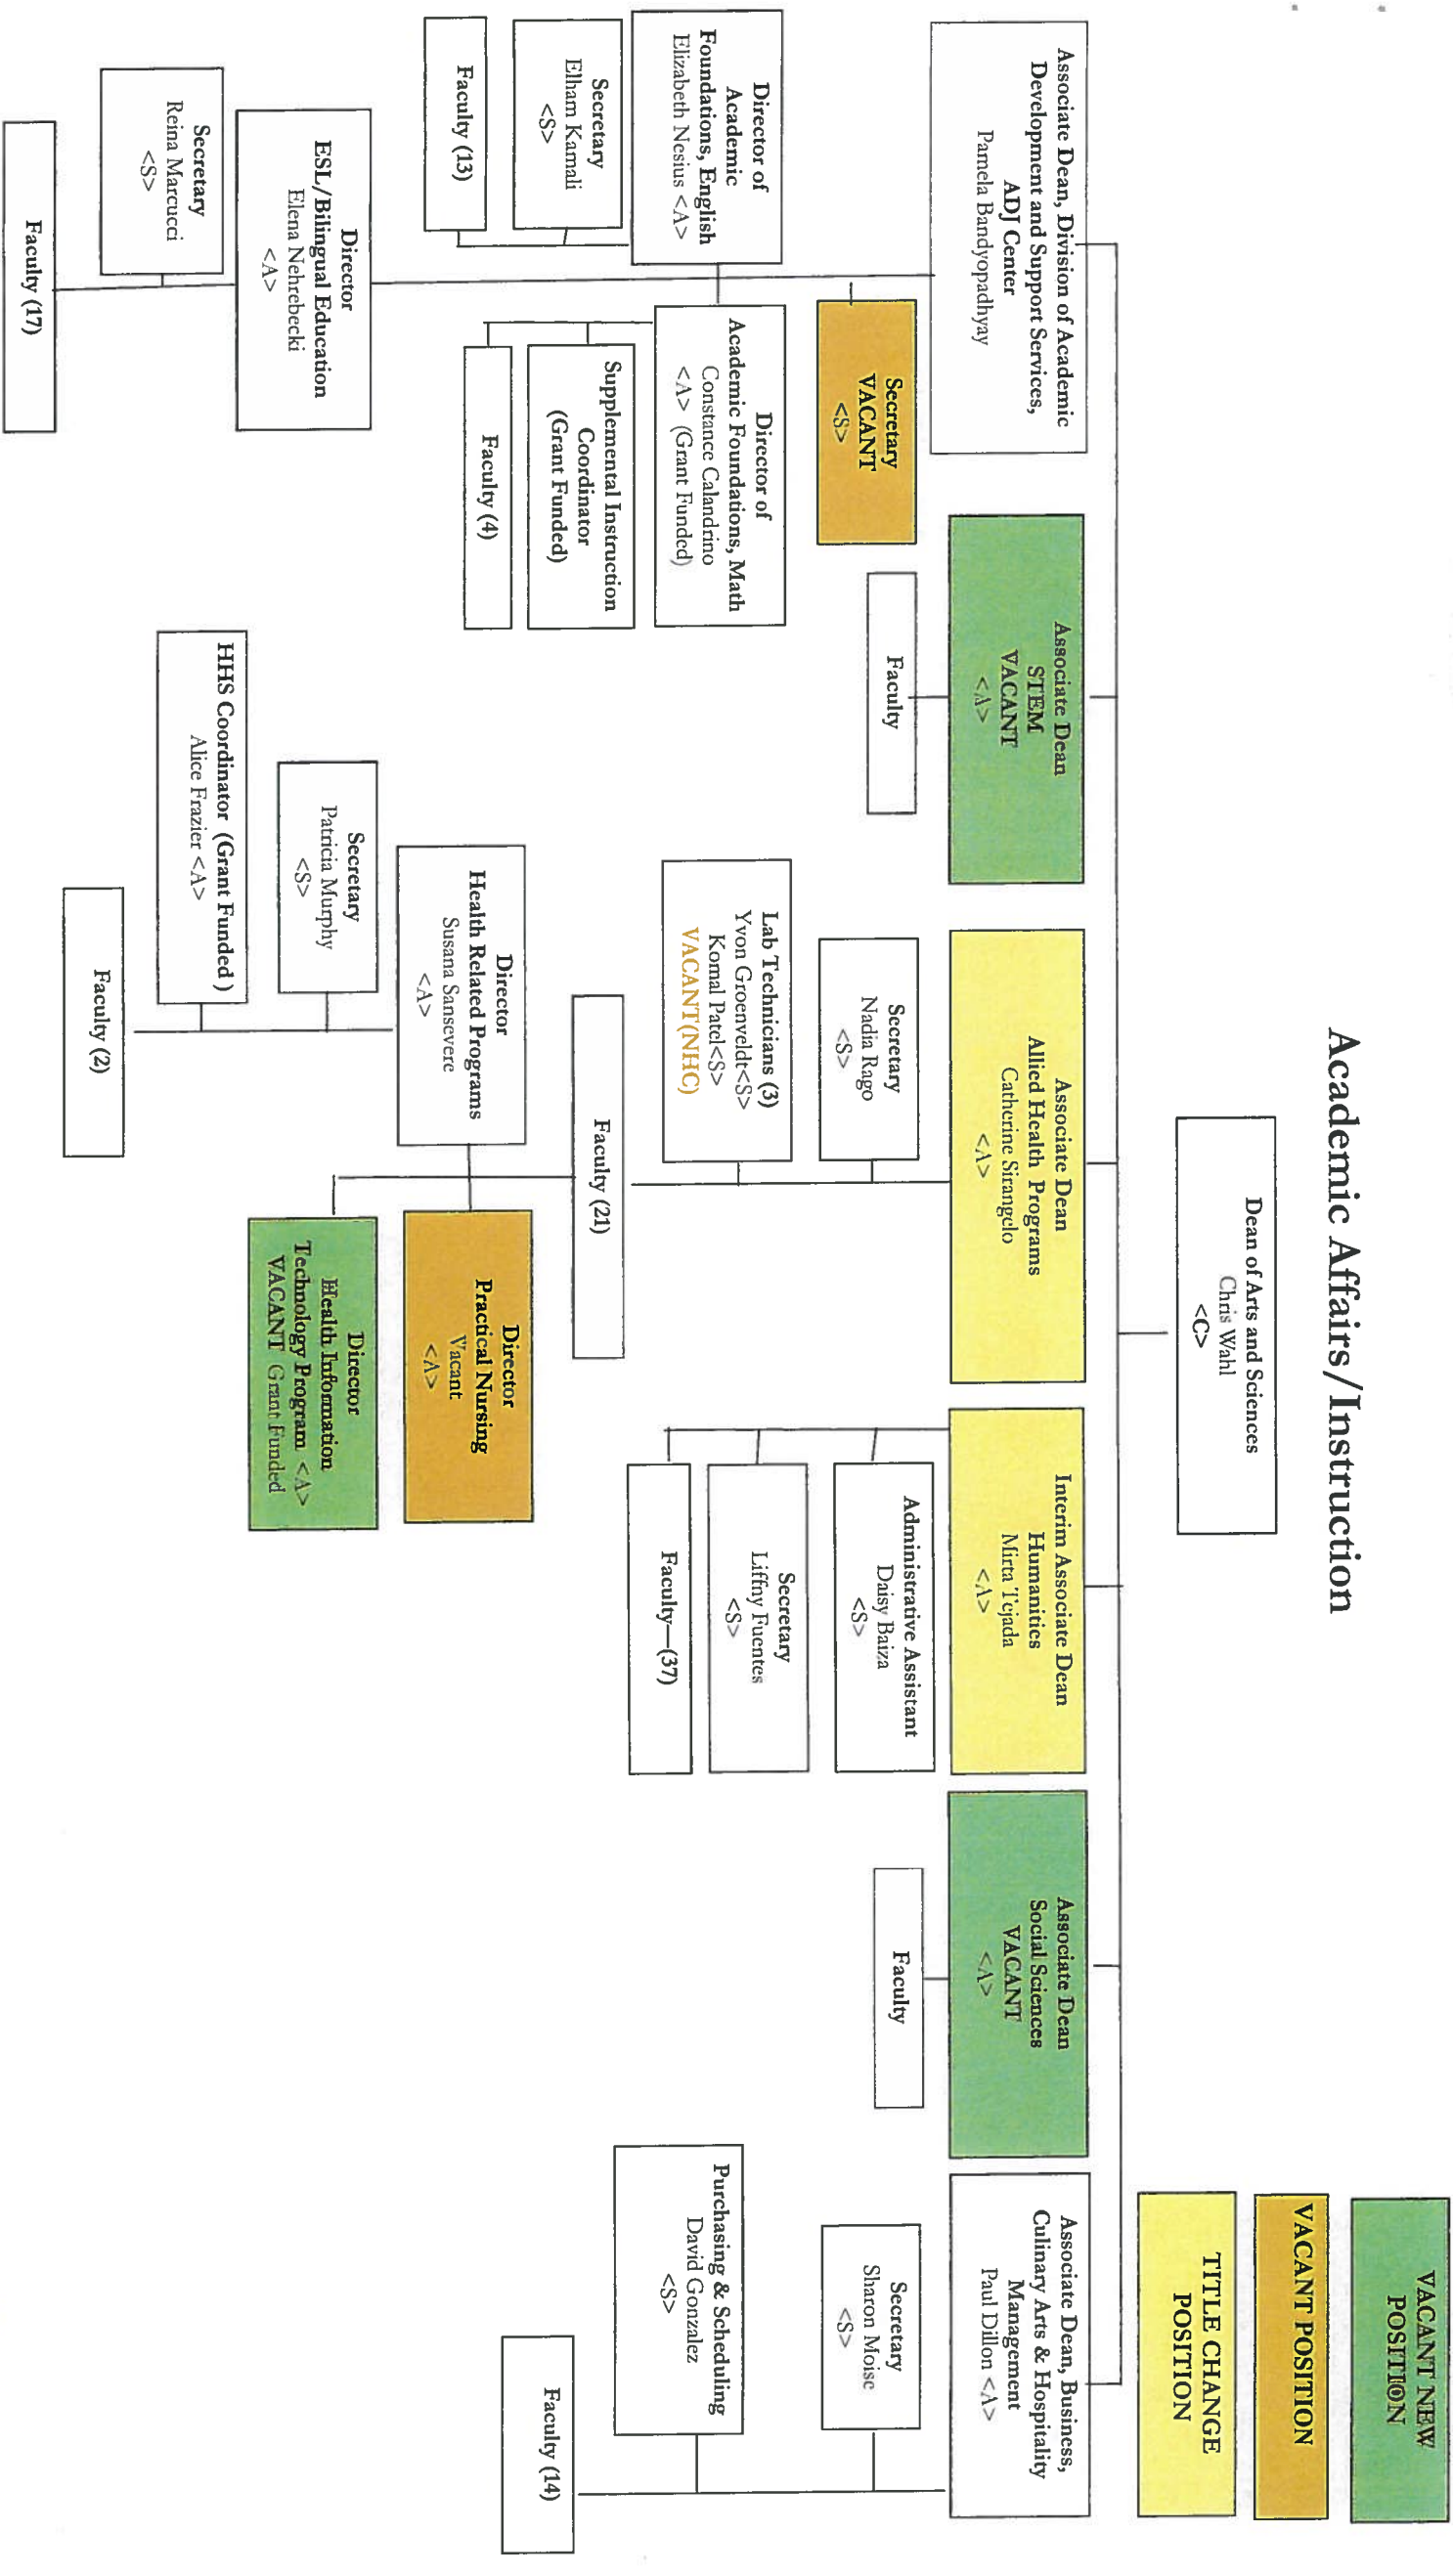 Academic Affairs/Instruction
VACANT NEW
POSITION
VACANT POSITION
TITLE CHANGE
POSITION
Dean of Arts and Sciences
Chris Wahl
<C>
Associate Dean, Division of Academic
Development and Support Services,
ADJ Center
Pamela Bandyopadhyay
Secretary
VACANT
<S>
Director of
Academic
Foundations, English
Elizabeth Nesius <A>
Secretary
Elham Kamali
<S>
Faculty (13)
Director of
Academic Foundations, Math
Constance Calandrino
<A> (Grant Funded)
Supplemental Instruction
Coordinator
(Grant Funded)
Faculty (4)
Director
ESL/Bilingual Education
Elena Nehrebecki
<A>
Secretary
Reina Marcucci
<S>
Faculty (17)
Associate Dean
STEM
VACANT
<A>
Faculty
Associate Dean
Allied Health Programs
Catherine Sirangelo
<A>
Secretary
Nadia Rago
<S>
Lab Technicians (3)
Yvon Groenveldt<S>
Komal Patel<S>
VACANT(NHC)
Faculty (21)
Director
Health Related Programs
Susana Sansevere
<A>
Secretary
Patricia Murphy
<S>
HHS Coordinator (Grant Funded)
Alice Frazier <A>
Faculty (2)
Director
Practical Nursing
Vacant
<A>
Director
Health Information
Technology Program <A>
VACANT Grant Funded
Interim Associate Dean
Humanities
Mirta Tejada
<A>
Administrative Assistant
Daisy Baiza
<S>
Secretary
Liffny Fuentes
<S>
Faculty—(37)
Associate Dean
Social Sciences
VACANT
<A>
Faculty
Associate Dean, Business,
Culinary Arts & Hospitality
Management
Paul Dillon <A>
Secretary
Sharon Moise
<S>
Purchasing & Scheduling
David Gonzalez
<S>
Faculty (14)